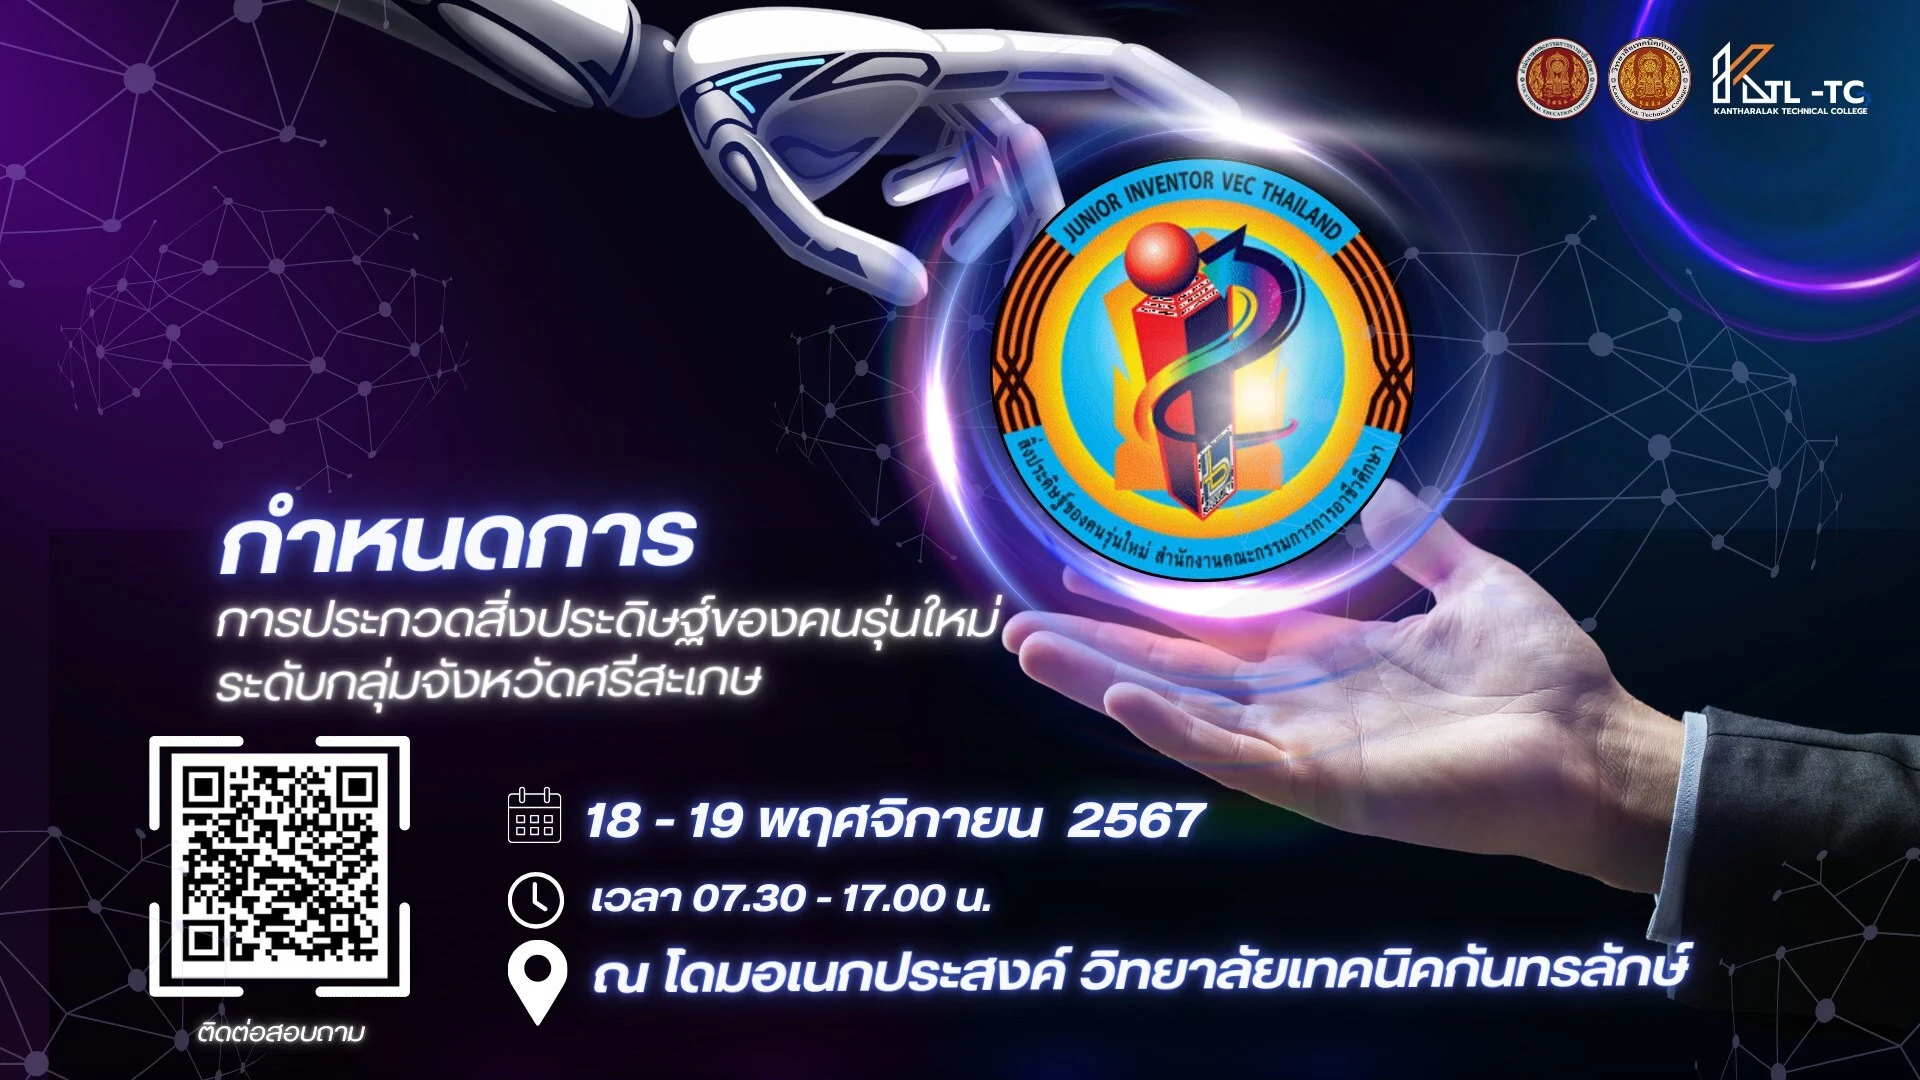 KTL -TC
KANTHARALAK TECHNICAL COLLEGE
JUNIOR INVENTOR VEC THAILAND
สิ่งประดิษฐ์ของคนรุ่นใหม่ สำนักงานคณะกรรมการการอาชีวศึกษา
กำหนดการ
การประกวดสิ่งประดิษฐ์ของคนรุ่นใหม่
ระดับกลุ่มจังหวัดศรีสะเกษ
18 - 19 พฤศจิกายน 2567
เวลา 07.30 - 17.00 น.
ณ โดมอเนกประสงค์ วิทยาลัยเทคนิคกันทรลักษ์
ติดต่อสอบถาม